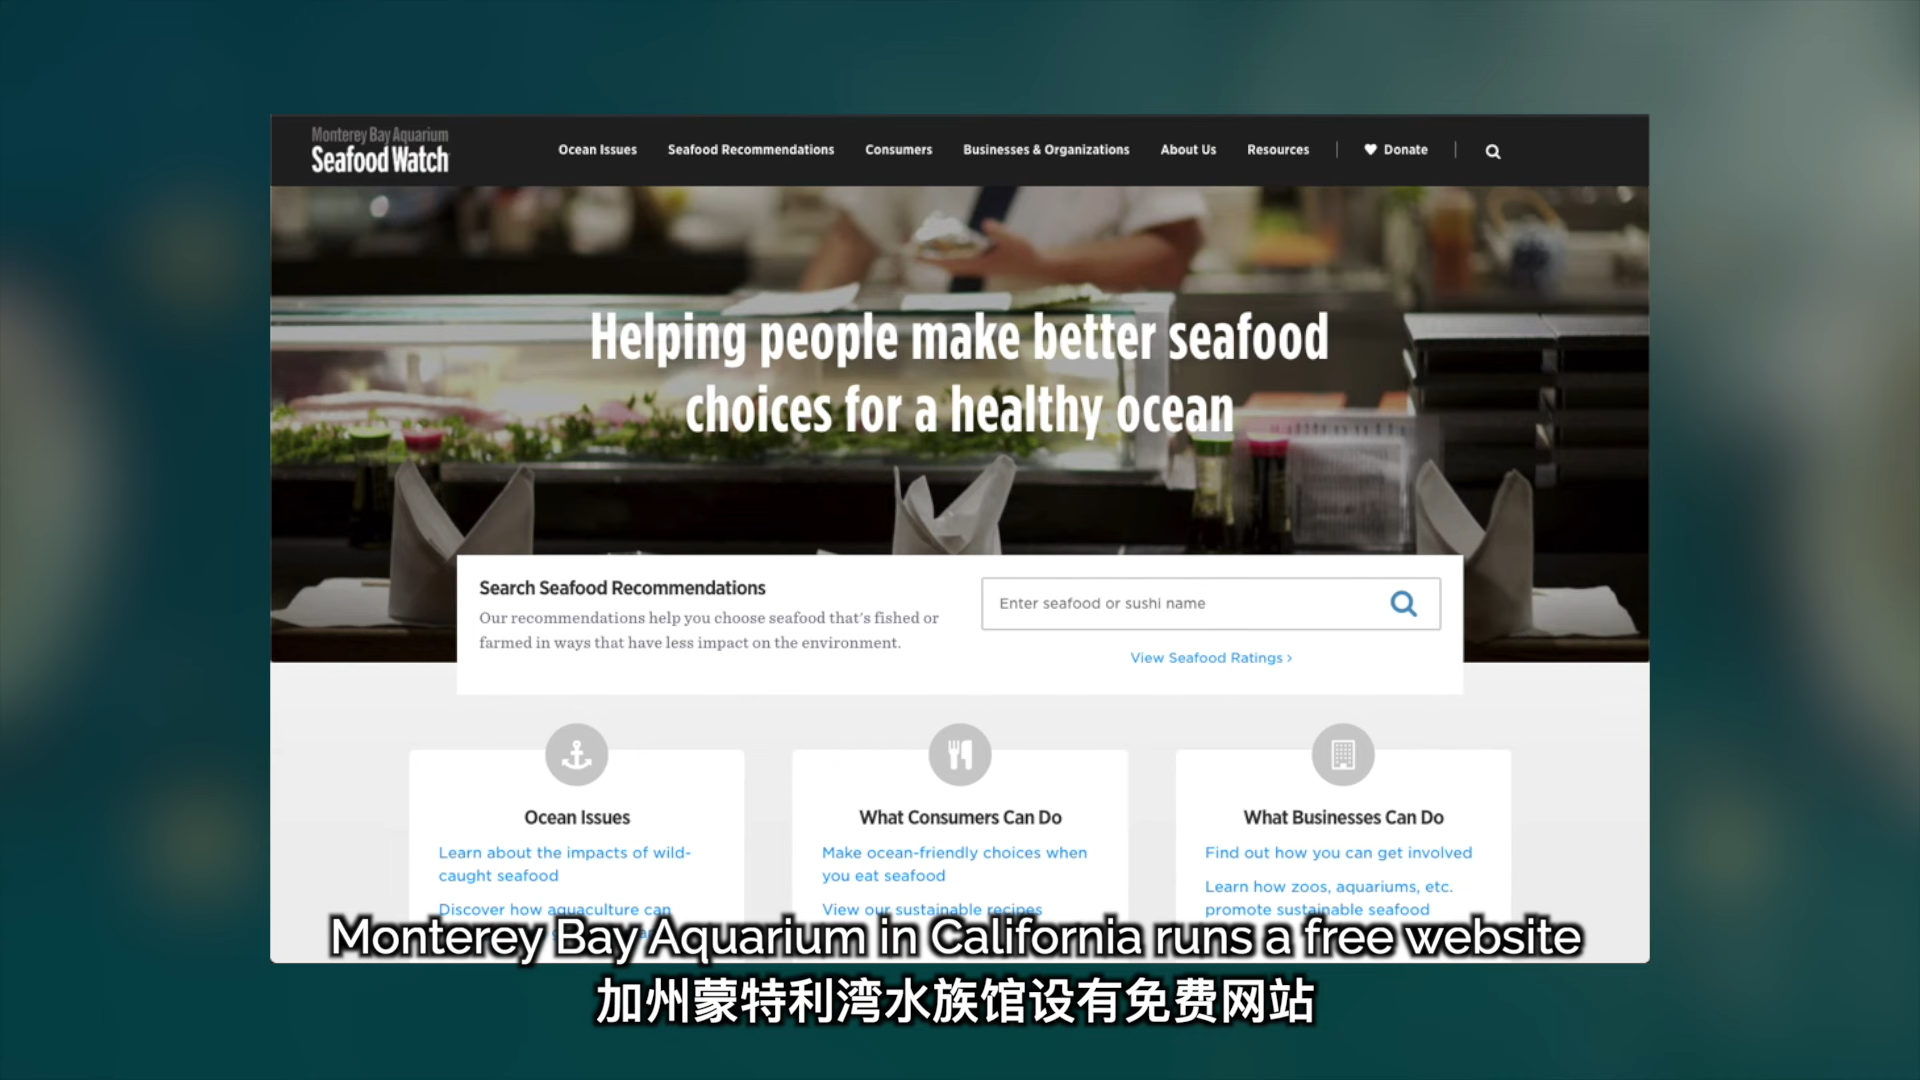 Monterey Bay Aquarium
Seafood Watch
Ocean Issues
Seafood Recommendations
Consumers
Businesses & Organizations
About Us
Resources
Donate
Helping people make better seafood
choices for a healthy ocean
Search Seafood Recommendations
Our recommendations help you choose seafood that's fished or
farmed in ways that have less impact on the environment.
Enter seafood or sushi name
View Seafood Ratings ›
Ocean Issues
Learn about the impacts of wild-
caught seafood
Discover how aquaculture can
What Consumers Can Do
Make ocean-friendly choices when
you eat seafood
View our sustainable recipes
What Businesses Can Do
Find out how you can get involved
Learn how zoos, aquariums, etc.
promote sustainable seafood
Monterey Bay Aquarium in California runs a free website
加州蒙特利湾水族馆设有免费网站